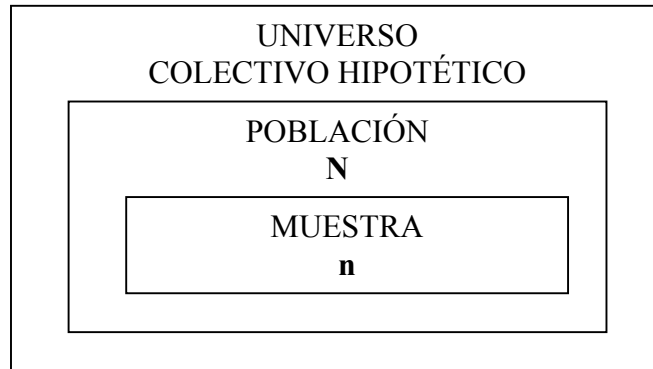 UNIVERSO
COLECTIVO HIPOTÉTICO
POBLACIÓN
N
MUESTRA
n